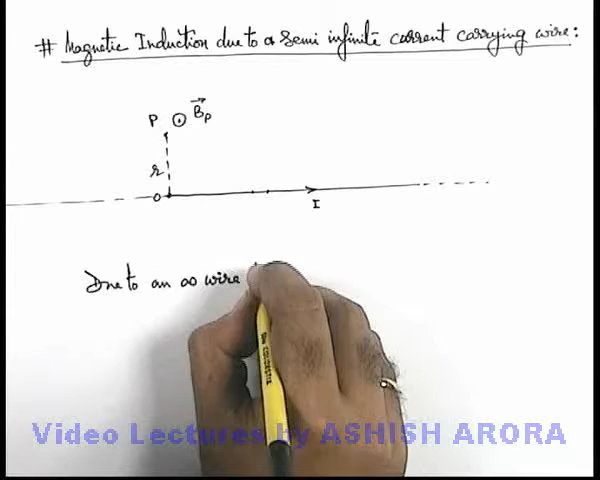 # Magnetic Induction due to a semi infinite current carrying wire:
P ⊙ B⃗p
r
O
I
Due to an ∞ wire
Video Lectures by ASHISH ARORA